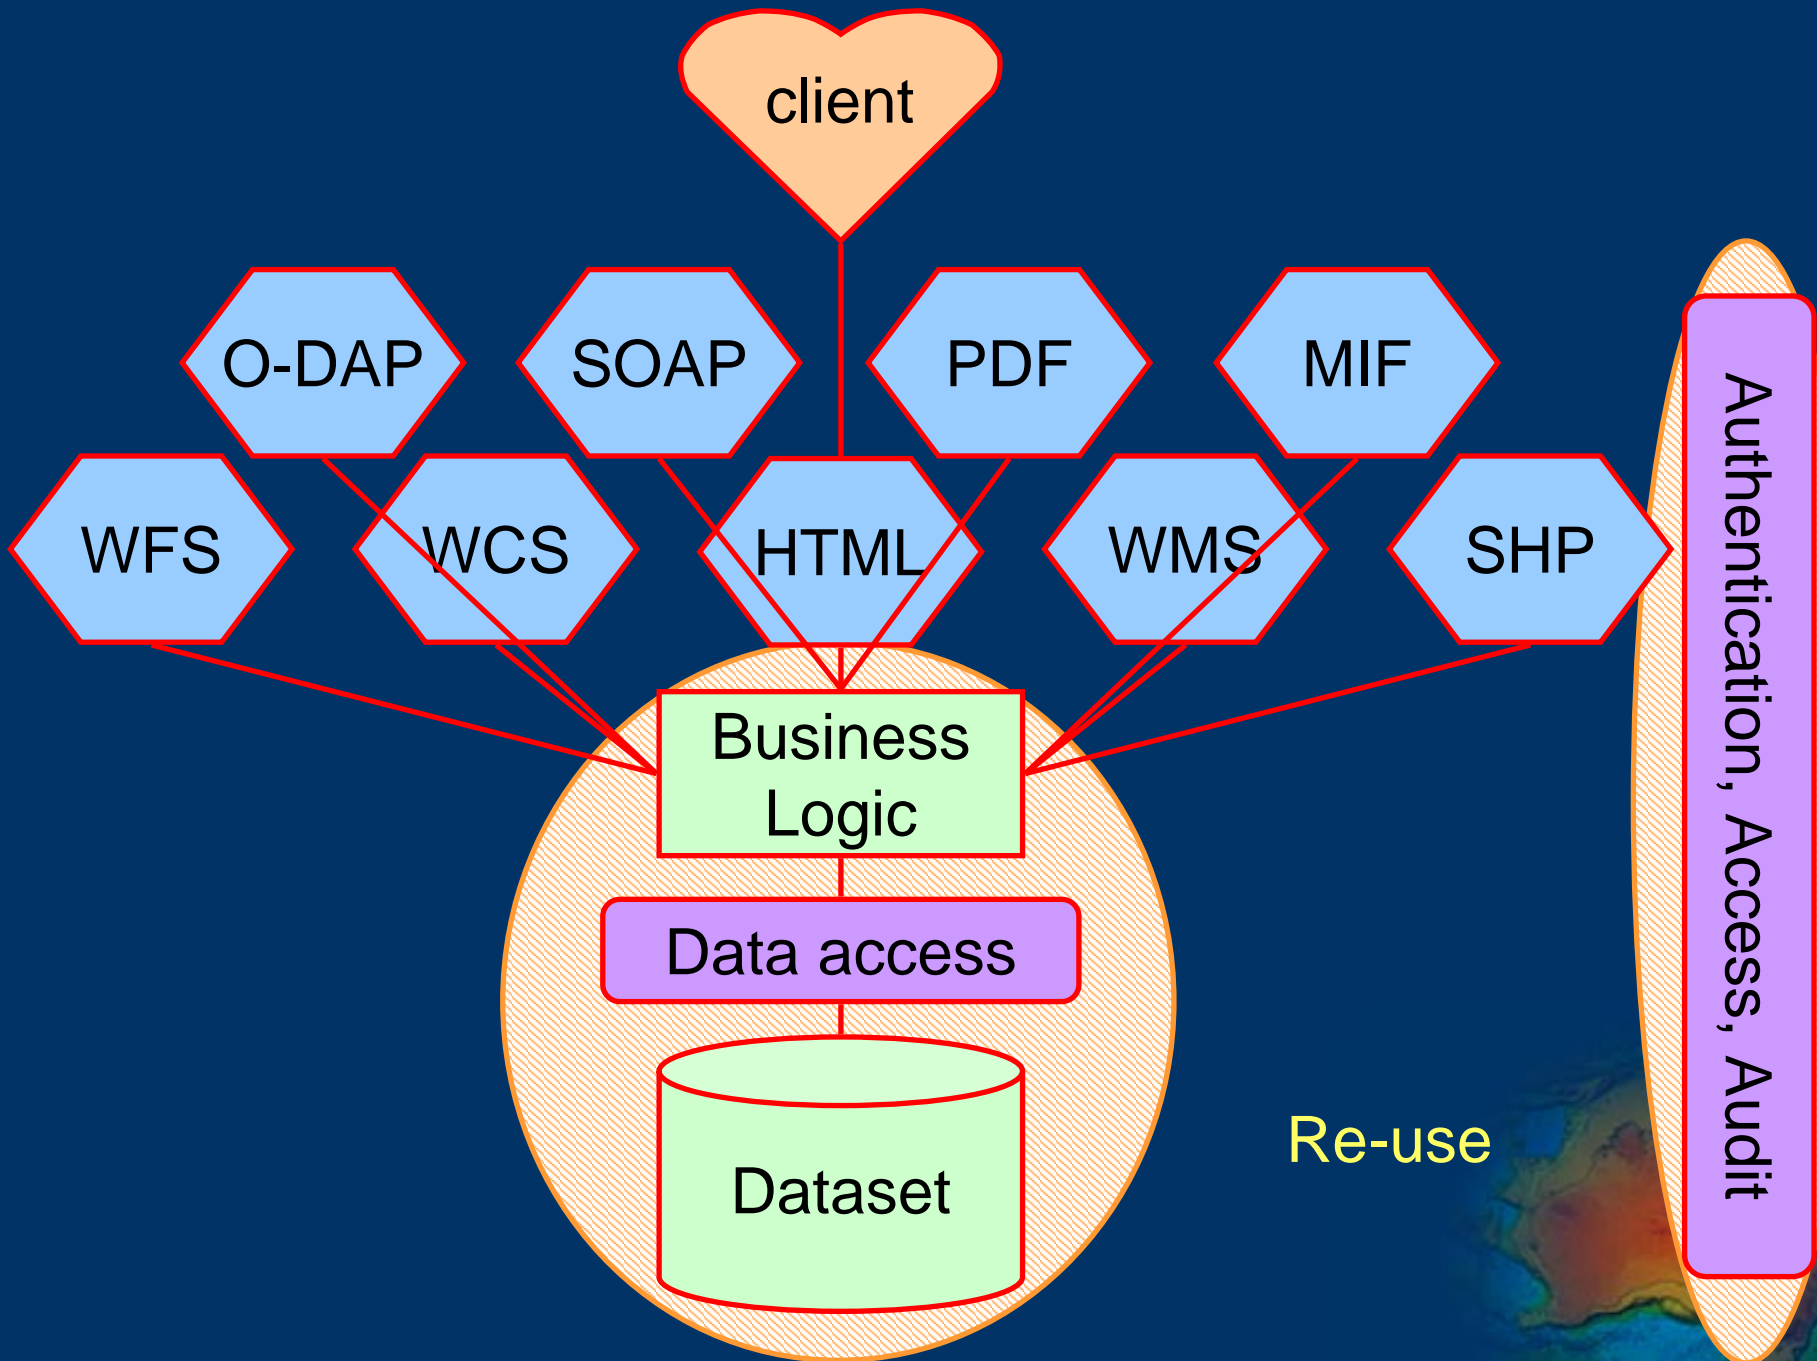 client
O-DAP
SOAP
PDF
MIF
WFS
WCS
HTML
WMS
SHP
Business
Logic
Data access
Dataset
Re-use
Authentication, Access, Audit